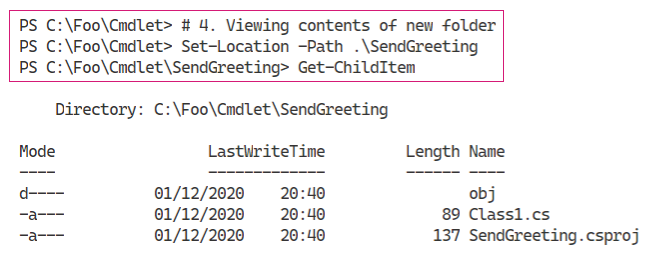 PS C:\Foo\Cmdlet> # 4. Viewing contents of new folder
PS C:\Foo\Cmdlet> Set-Location -Path .\SendGreeting
PS C:\Foo\Cmdlet\SendGreeting> Get-ChildItem
Directory: C:\Foo\Cmdlet\SendGreeting
Mode LastWriteTime Length Name
---- ------------- ------ ----
d---- 01/12/2020 20:40 obj
-a--- 01/12/2020 20:40 89 Class1.cs
-a--- 01/12/2020 20:40 137 SendGreeting.csproj